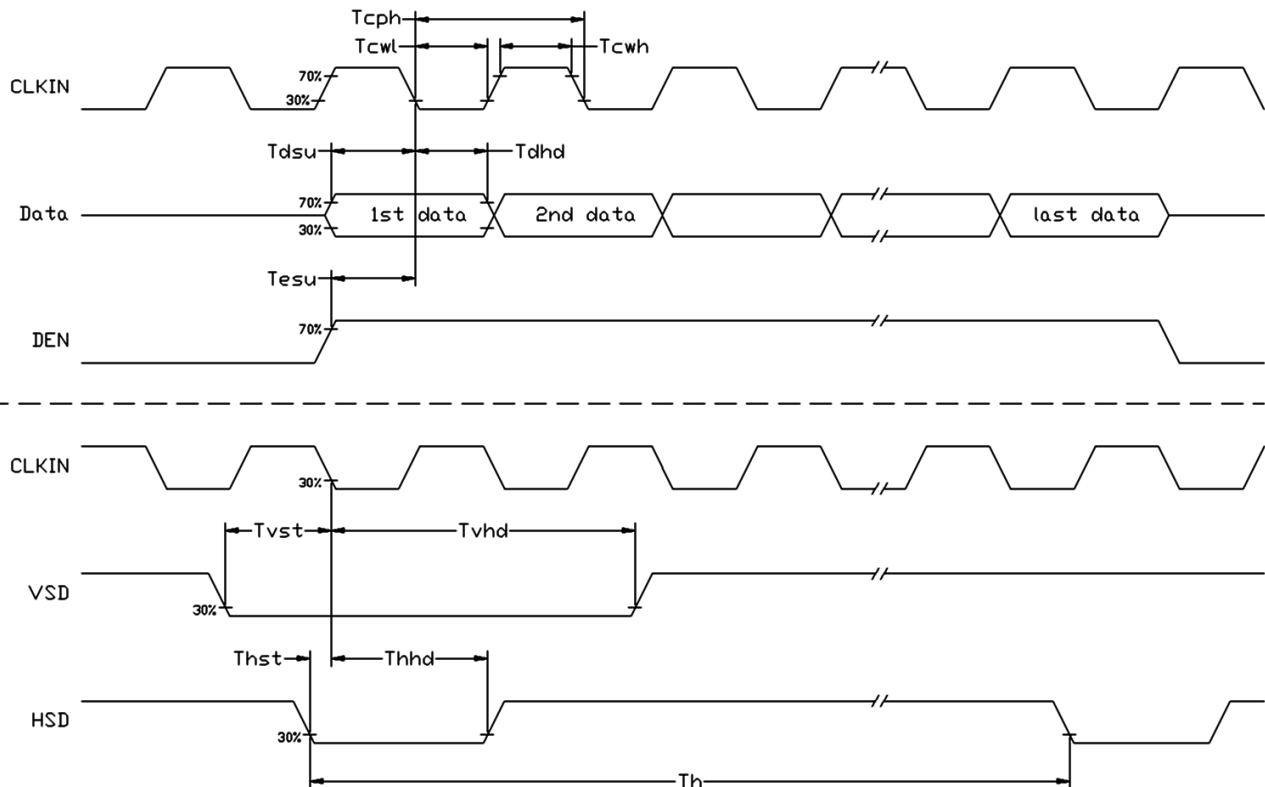 Tcph
Tcwl Tcwh
CLKIN 70%
30%
Tdsu Tdhd
Data 70% 1st data 2nd data last data
30%
Tesu
DEN 70%
CLKIN 30%
Tvst Tvhd
VSD 30%
Thst Thhd
HSD 30%
Th